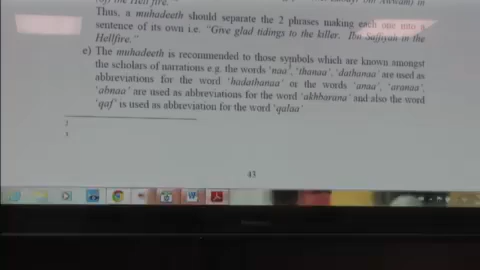 (of) the Hell fire."
Thus, a muhadeeth should separate the 2 phrases making each one into a
sentence of its own i.e. "Give glad tidings to the killer. Ibn Safiyah in the
Hellfire."
e) The muhadeeth is recommended to those symbols which are known amongst
the scholars of narrations e.g. the words 'naa', 'thanaa', 'dathanaa' are used as
abbreviations for the word 'hadathanaa' or the words 'anaa', 'aranaa',
'abnaa' are used as abbreviations for the word 'akhbarana' and also the word
'qaf' is used as abbreviation for the word 'qalaa'
43